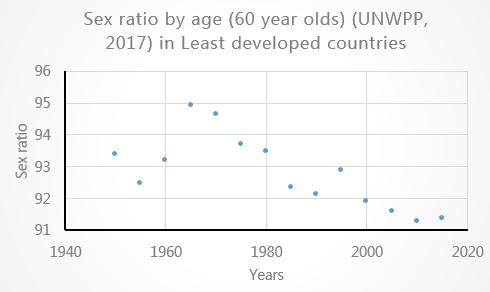 Sex ratio by age (60 year olds) (UNWPP,
2017) in Least developed countries
96
95
94
93
92
91
Sex ratio
1940 1960 1980 2000 2020
Years